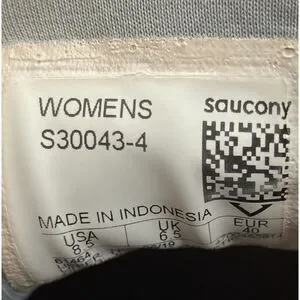 WOMENS saucony
S30043-4
MADE IN INDONESIA
USA UK EUR
8.5 6.5 40